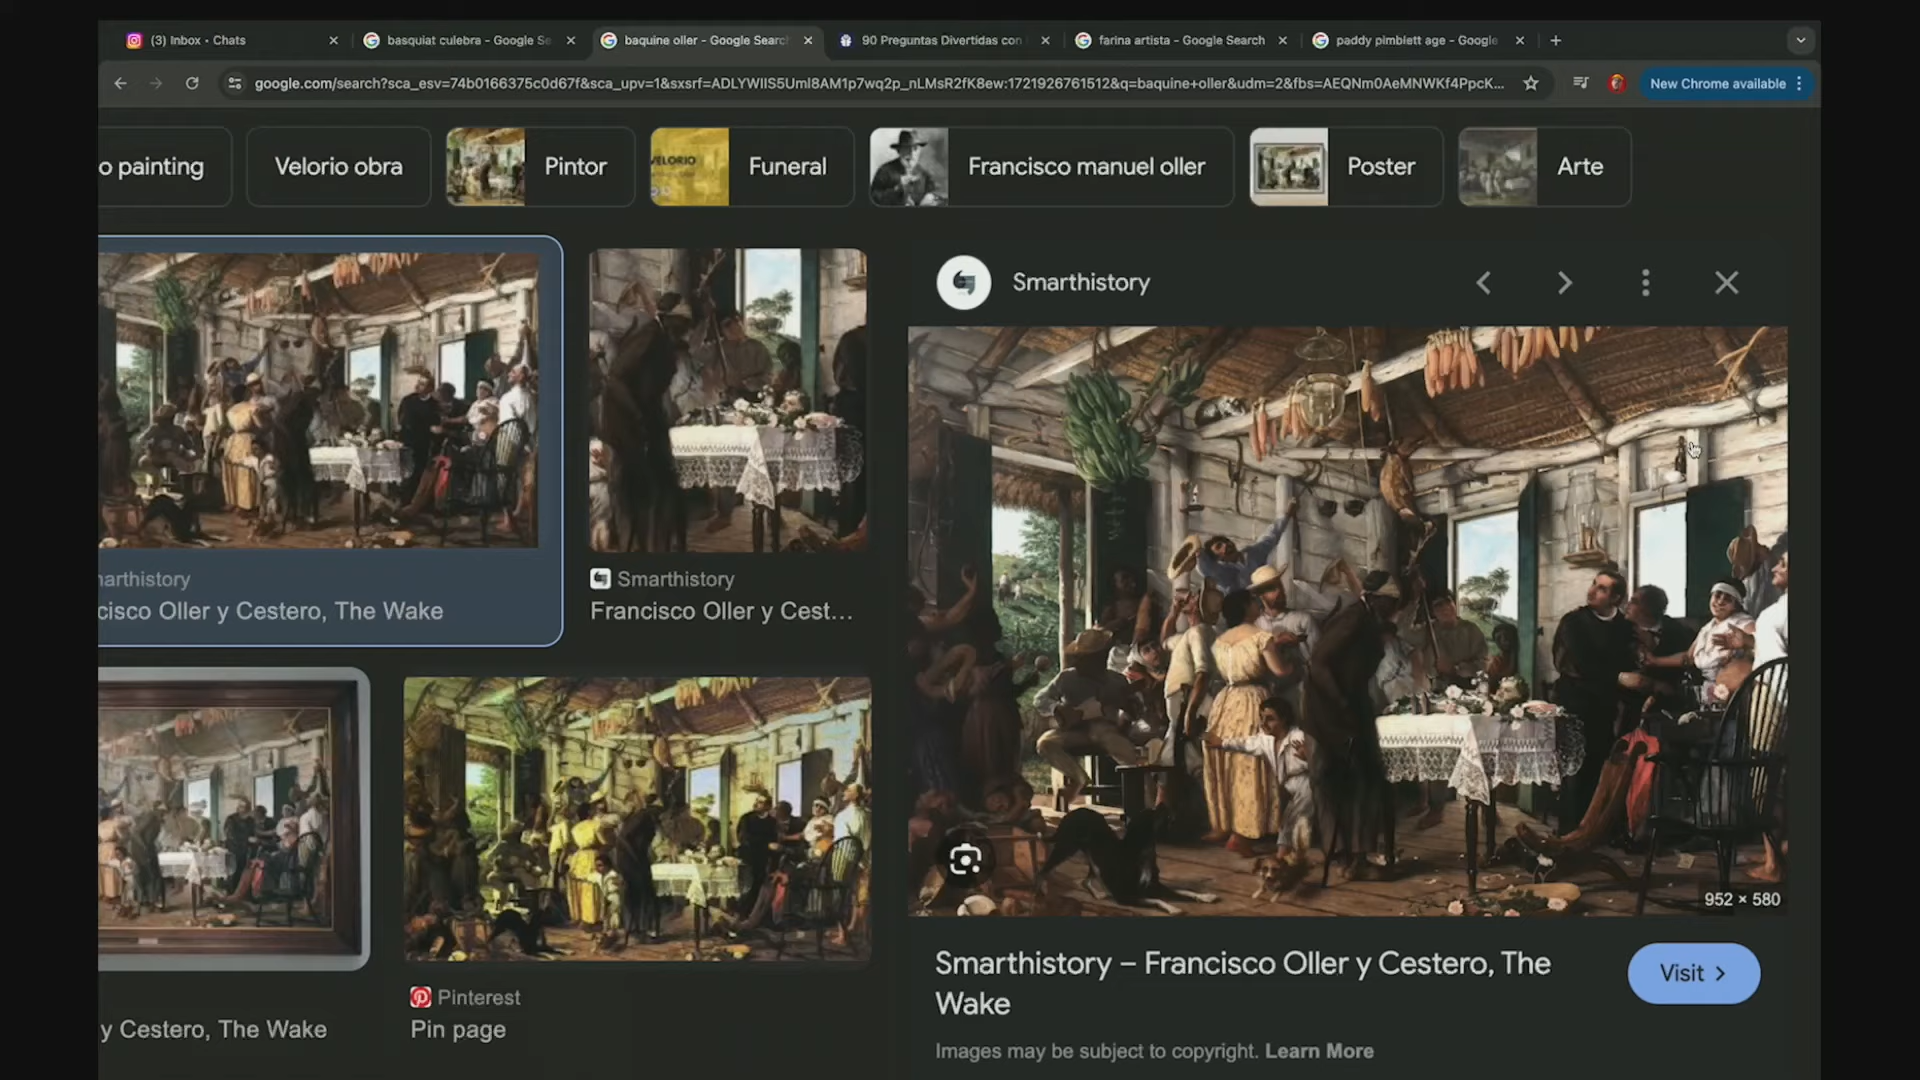 (3) Inbox • Chats
basquiat culebra - Google Se
baquine oller - Google Search
90 Preguntas Divertidas con
farina artista - Google Search
paddy pimblett age - Google
google.com/search?sca_esv=74b0166375c0d67f&sca_upv=1&sxsrf=ADLYWIIS5Uml8AM1p7wq2p_nLMsR2fK8ew:1721926761512&q=baquine+oller&udm=2&fbs=AEQNm0AeMNWKf4PpcK...
New Chrome available
o painting
Velorio obra
Pintor
VELORIO
Funeral
Francisco manuel oller
Poster
Arte
Smarthistory
952 × 580
narthistory
cisco Oller y Cestero, The Wake
Smarthistory
Francisco Oller y Cest...
Smarthistory – Francisco Oller y Cestero, The
Wake
Visit
Images may be subject to copyright. Learn More
y Cestero, The Wake
Pinterest
Pin page